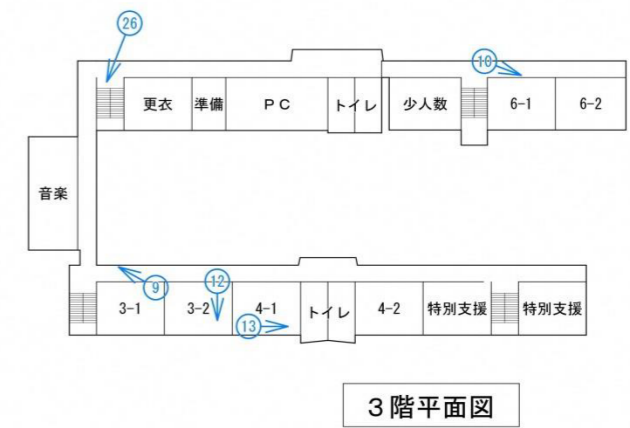 26
10
更衣
準備
PC
トイレ
少人数
6-1
6-2
音楽
9
12
13
3-1
3-2
4-1
トイレ
4-2
特別支援
特別支援
3階平面図